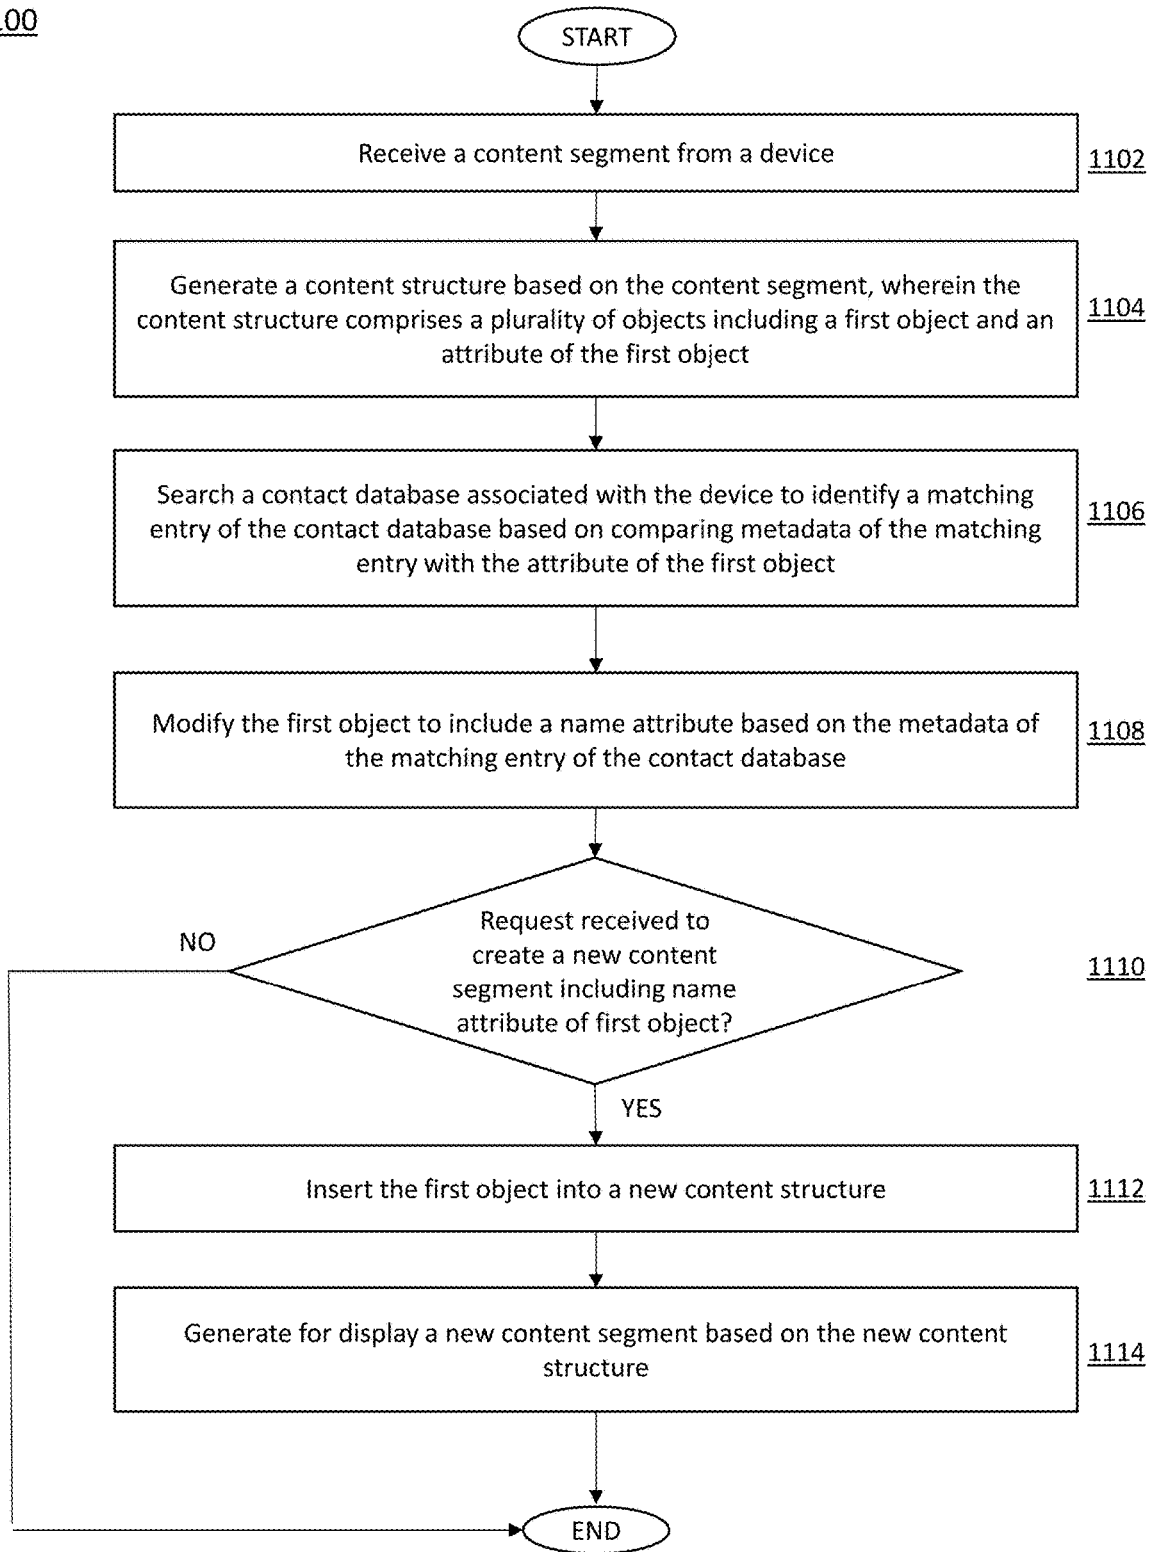 00
START
Receive a content segment from a device
1102
Generate a content structure based on the content segment, wherein the
content structure comprises a plurality of objects including a first object and an
attribute of the first object
1104
Search a contact database associated with the device to identify a matching
entry of the contact database based on comparing metadata of the matching
entry with the attribute of the first object
1106
Modify the first object to include a name attribute based on the metadata of
the matching entry of the contact database
1108
NO
Request received to
create a new content
segment including name
attribute of first object?
1110
YES
Insert the first object into a new content structure
1112
Generate for display a new content segment based on the new content
structure
1114
END